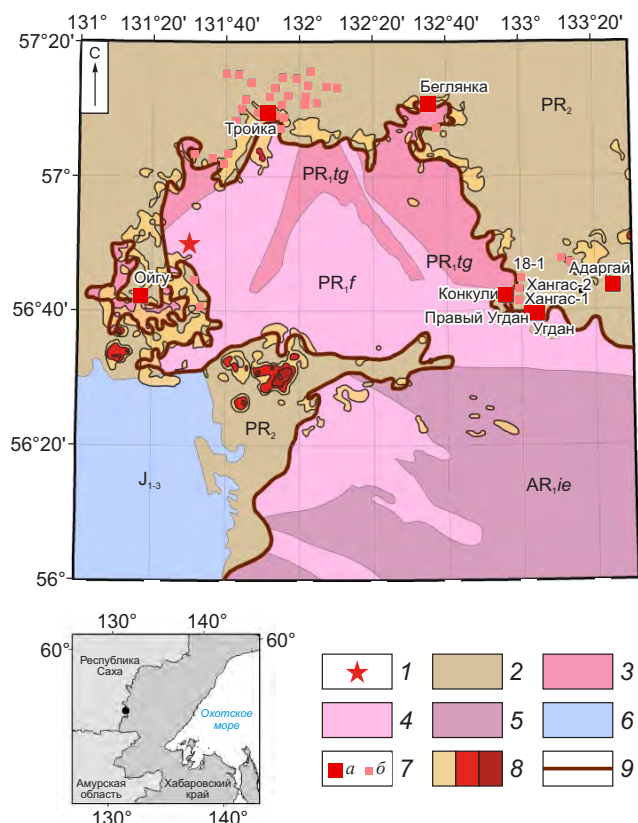 131° 131°20' 131°40' 132° 132°20' 132°40' 133° 133°20'
57°20'
С
Беглянка
PR₂
Тройка
57°
PR₁tg
PR₁tg
18-1
Адаргай
Ойгу
PR₁f
Хангас-2
Конкули
Хангас-1
56°40'
Правый Угдан
Угдан
56°20'
PR₂
J₁₋₃
AR₁ie
56°
130° 140°
60° 60°
Республика
Саха
Охотское
море
Амурская
область
Хабаровский
край
130° 140°
1 2 3
4 5 6
а б 7 8 9